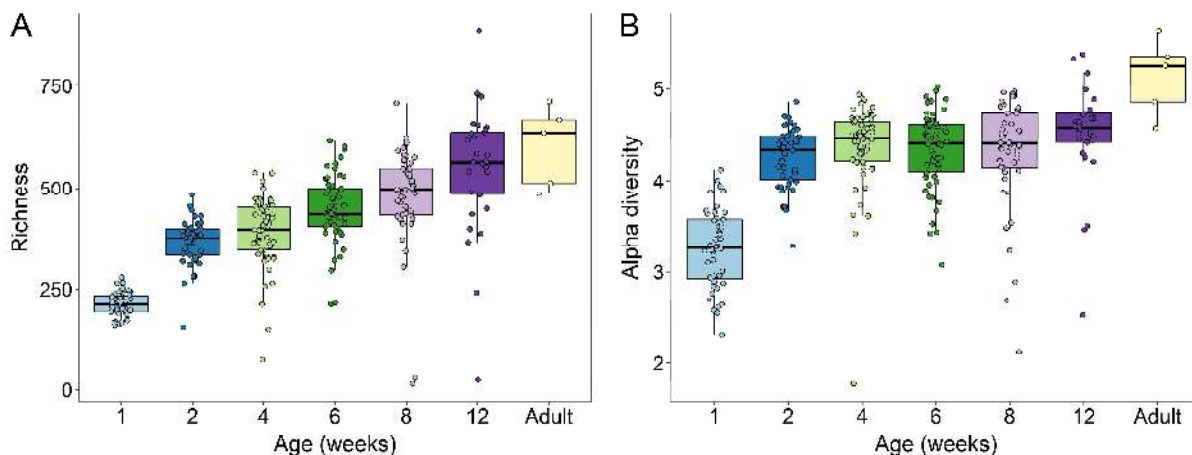 A
Richness
750
500
250
0
1 2 4 6 8 12 Adult
Age (weeks)
B
Alpha diversity
5
4
3
2
1 2 4 6 8 12 Adult
Age (weeks)